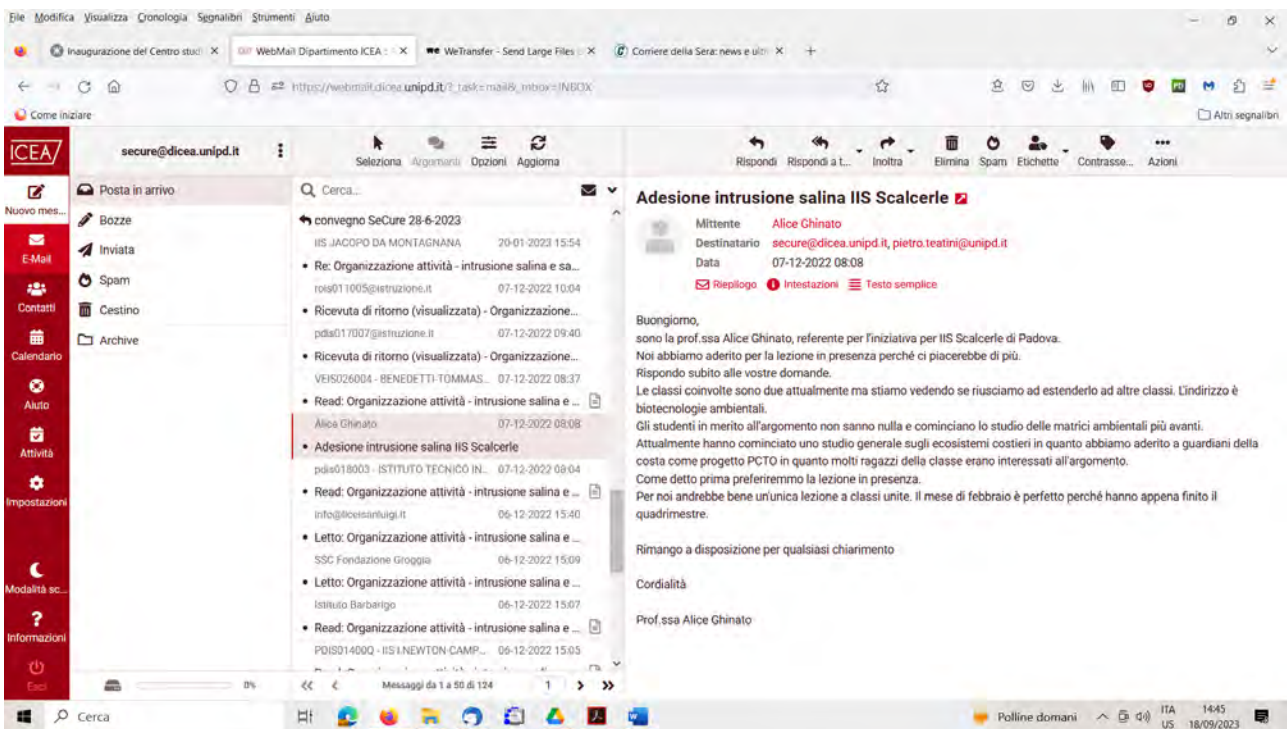 File Modifica Visualizza Cronologia Segnalibri Strumenti Aiuto
Inaugurazione del Centro studi
WebMail Dipartimento ICEA ::
WeTransfer - Send Large Files
Corriere della Sera: news e ulti
https://webmail.dicea.unipd.it/?_task=mail&_mbox=INBOX
Come iniziare
Altri segnalibri
ICEA
secure@dicea.unipd.it
Seleziona Argomenti Opzioni Aggiorna
Rispondi Rispondi a t... Inoltra Elimina Spam Etichette Contrasse... Azioni
Nuovo mes...
E-Mail
Contatti
Calendario
Aiuto
Attività
Impostazioni
Modalità sc...
Informazioni
Esci
Posta in arrivo
Bozze
Inviata
Spam
Cestino
Archive
0%
Cerca...
convegno SeCure 28-6-2023
IIS JACOPO DA MONTAGNANA 20-01-2023 15:54
• Re: Organizzazione attività - intrusione salina e sa...
rois011005@istruzione.it 07-12-2022 10:04
• Ricevuta di ritorno (visualizzata) - Organizzazione...
pdis017007@istruzione.it 07-12-2022 09:40
• Ricevuta di ritorno (visualizzata) - Organizzazione...
VEIS026004 - BENEDETTI-TOMMAS... 07-12-2022 08:37
• Read: Organizzazione attività - intrusione salina e ...
Alice Ghinato 07-12-2022 08:08
• Adesione intrusione salina IIS Scalcerle
pdis018003 - ISTITUTO TECNICO IN... 07-12-2022 08:04
• Read: Organizzazione attività - intrusione salina e ...
info@liceisanluigi.it 06-12-2022 15:40
• Letto: Organizzazione attività - intrusione salina e ...
SSC Fondazione Groggia 06-12-2022 15:09
• Letto: Organizzazione attività - intrusione salina e ...
Istituto Barbarigo 06-12-2022 15:07
• Read: Organizzazione attività - intrusione salina e ...
PDIS01400Q - IIS I.NEWTON-CAMP... 06-12-2022 15:05
Messaggi da 1 a 50 di 124 1
Adesione intrusione salina IIS Scalcerle
Mittente Alice Ghinato
Destinatario secure@dicea.unipd.it, pietro.teatini@unipd.it
Data 07-12-2022 08:08
Riepilogo Intestazioni Testo semplice
Buongiorno,
sono la prof.ssa Alice Ghinato, referente per l'iniziativa per IIS Scalcerle di Padova.
Noi abbiamo aderito per la lezione in presenza perché ci piacerebbe di più.
Rispondo subito alle vostre domande.
Le classi coinvolte sono due attualmente ma stiamo vedendo se riusciamo ad estenderlo ad altre classi. L'indirizzo è
biotecnologie ambientali.
Gli studenti in merito all'argomento non sanno nulla e cominciano lo studio delle matrici ambientali più avanti.
Attualmente hanno cominciato uno studio generale sugli ecosistemi costieri in quanto abbiamo aderito a guardiani della
costa come progetto PCTO in quanto molti ragazzi della classe erano interessati all'argomento.
Come detto prima preferiremmo la lezione in presenza.
Per noi andrebbe bene un'unica lezione a classi unite. Il mese di febbraio è perfetto perché hanno appena finito il
quadrimestre.
Rimango a disposizione per qualsiasi chiarimento
Cordialità
Prof.ssa Alice Ghinato
Cerca
Polline domani
ITA
US
14:45
18/09/2023